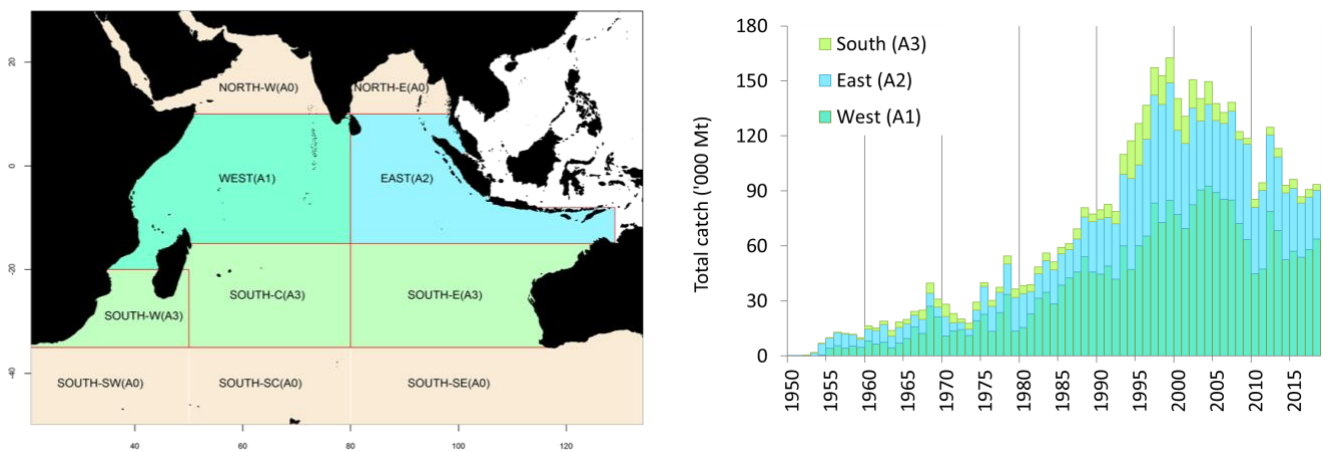 20
0
-20
-40
NORTH-W(A0)
NORTH-E(A0)
WEST(A1)
EAST(A2)
SOUTH-C(A3)
SOUTH-E(A3)
SOUTH-W(A3)
SOUTH-SW(A0)
SOUTH-SC(A0)
SOUTH-SE(A0)
40
60
80
100
120
Total catch ('000 Mt)
180
150
120
90
60
30
0
South (A3)
East (A2)
West (A1)
1950
1955
1960
1965
1970
1975
1980
1985
1990
1995
2000
2005
2010
2015